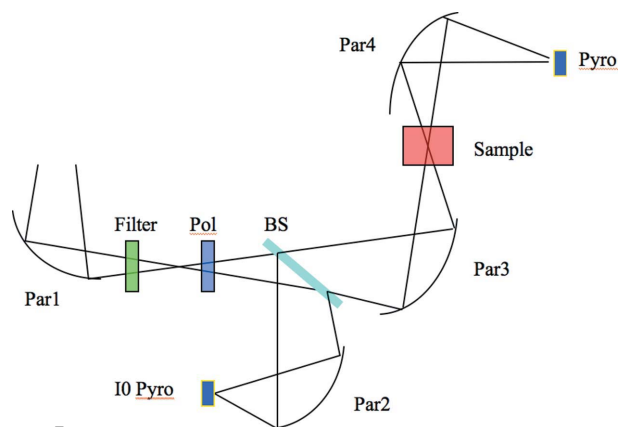 Par4
Pyro
Sample
Filter
Pol
BS
Par3
Par1
I0 Pyro
Par2